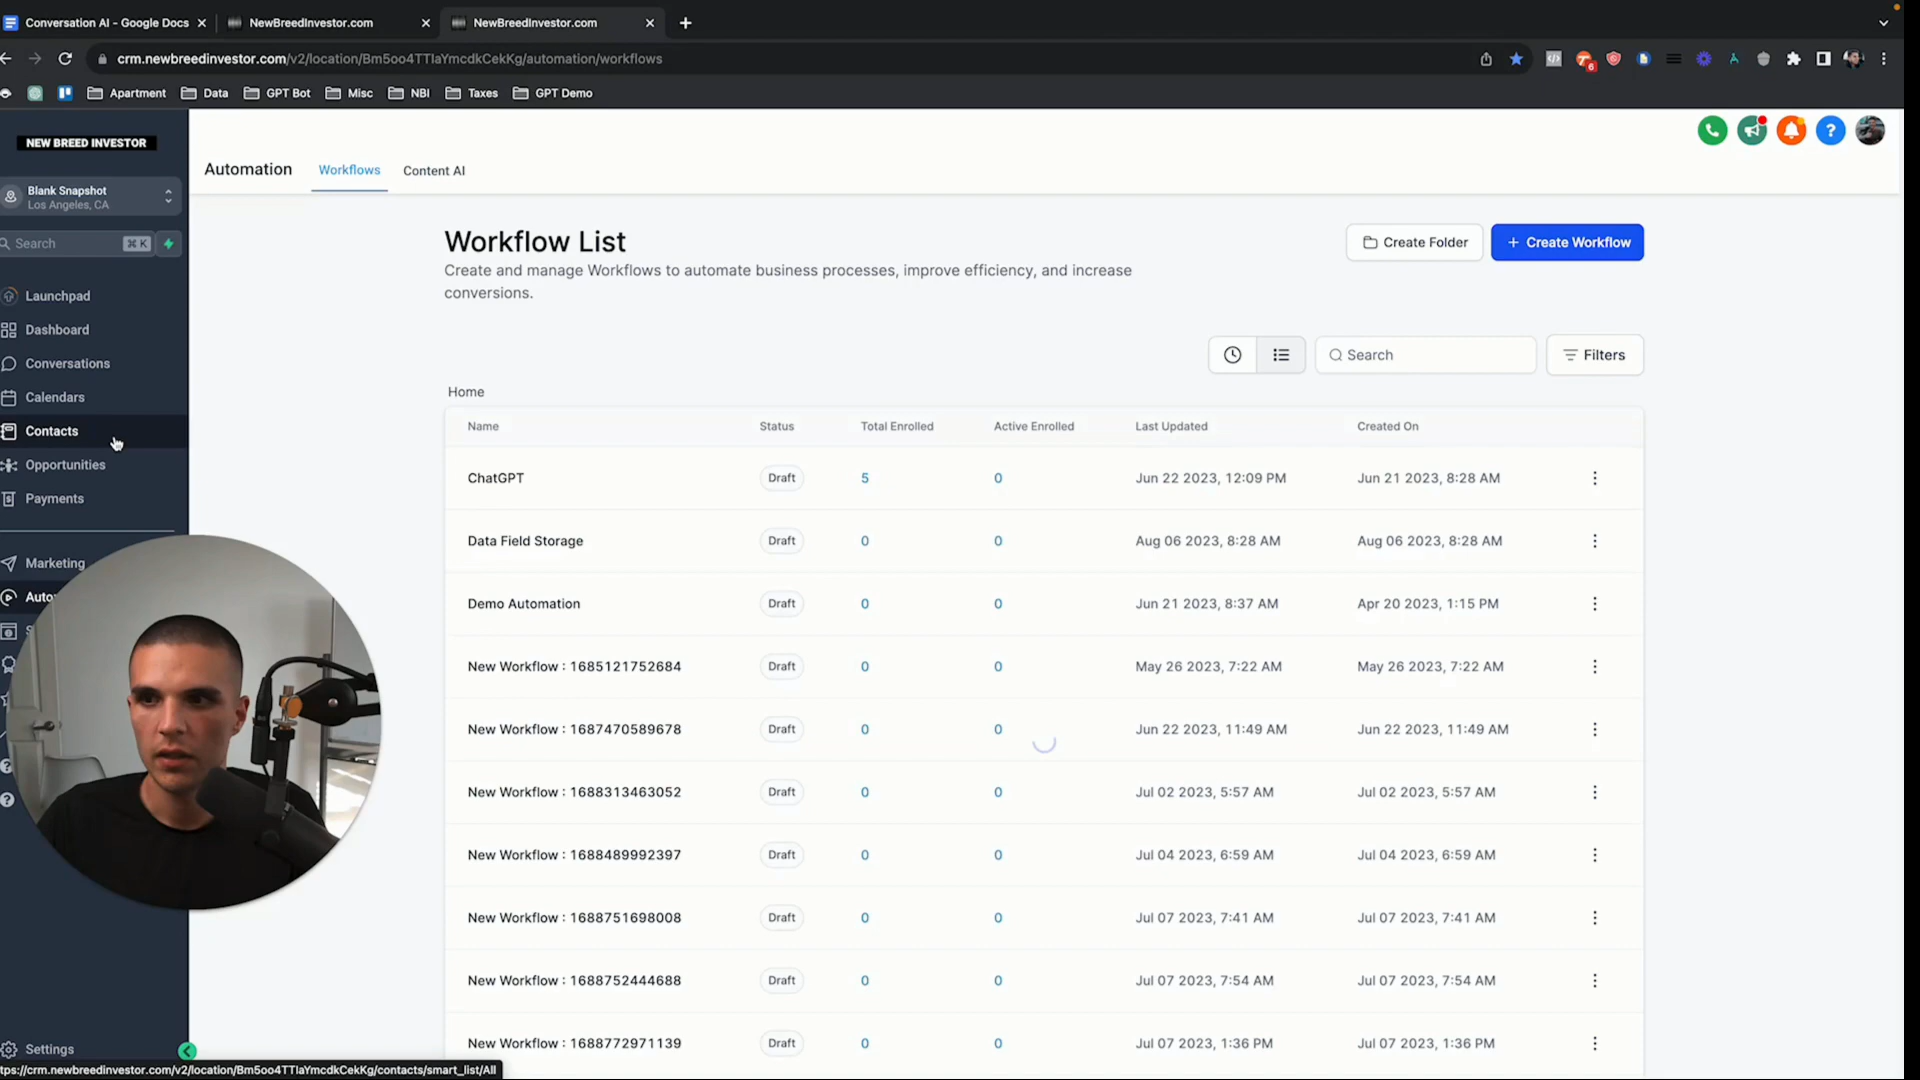 Conversation AI - Google Docs
NewBreedInvestor.com
NewBreedInvestor.com
crm.newbreedinvestor.com/v2/location/Bm5oo4TTIaYmcdkCekKg/automation/workflows
6
Apartment
Data
GPT Bot
Misc
NBI
Taxes
GPT Demo
NEW BREED INVESTOR
Blank Snapshot
Los Angeles, CA
Search
⌘ K
Launchpad
Dashboard
Conversations
Calendars
Contacts
Opportunities
Payments
Marketing
Auto
Settings
Automation
Workflows
Content AI
Workflow List
Create and manage Workflows to automate business processes, improve efficiency, and increase
conversions.
Create Folder
+ Create Workflow
Search
Filters
Home
Name Status Total Enrolled Active Enrolled Last Updated Created On
ChatGPT Draft 5 0 Jun 22 2023, 12:09 PM Jun 21 2023, 8:28 AM
Data Field Storage Draft 0 0 Aug 06 2023, 8:28 AM Aug 06 2023, 8:28 AM
Demo Automation Draft 0 0 Jun 21 2023, 8:37 AM Apr 20 2023, 1:15 PM
New Workflow : 1685121752684 Draft 0 0 May 26 2023, 7:22 AM May 26 2023, 7:22 AM
New Workflow : 1687470589678 Draft 0 0 Jun 22 2023, 11:49 AM Jun 22 2023, 11:49 AM
New Workflow : 1688313463052 Draft 0 0 Jul 02 2023, 5:57 AM Jul 02 2023, 5:57 AM
New Workflow : 1688489992397 Draft 0 0 Jul 04 2023, 6:59 AM Jul 04 2023, 6:59 AM
New Workflow : 1688751698008 Draft 0 0 Jul 07 2023, 7:41 AM Jul 07 2023, 7:41 AM
New Workflow : 1688752444688 Draft 0 0 Jul 07 2023, 7:54 AM Jul 07 2023, 7:54 AM
New Workflow : 1688772971139 Draft 0 0 Jul 07 2023, 1:36 PM Jul 07 2023, 1:36 PM
tps://crm.newbreedinvestor.com/v2/location/Bm5oo4TTIaYmcdkCekKg/contacts/smart_list/All